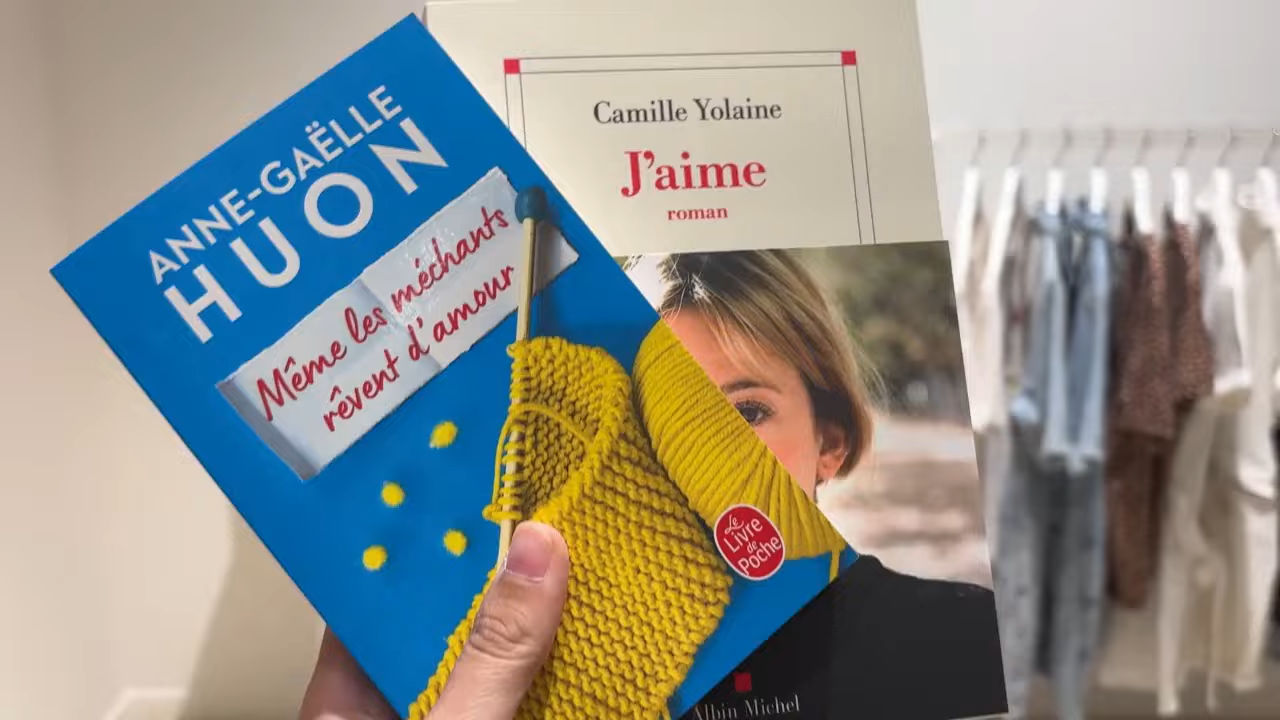 ANNE-GAËLLE
HUON
Même les méchants
rêvent d'amour
Le
Livre
de
Poche
Camille Yolaine
J'aime
roman
Albin Michel